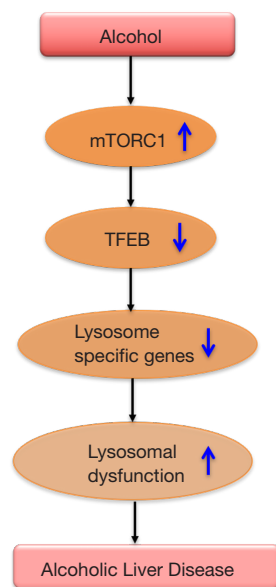 Alcohol
mTORC1
TFEB
Lysosome
specific genes
Lysosomal
dysfunction
Alcoholic Liver Disease